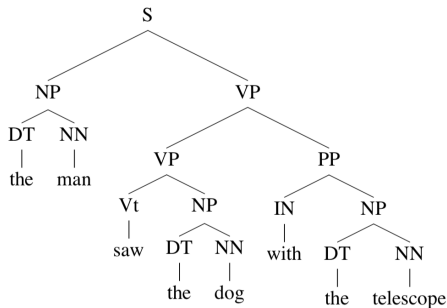 S
NP VP
DT NN VP PP
the man Vt NP IN NP
saw DT NN with DT NN
the dog the telescope